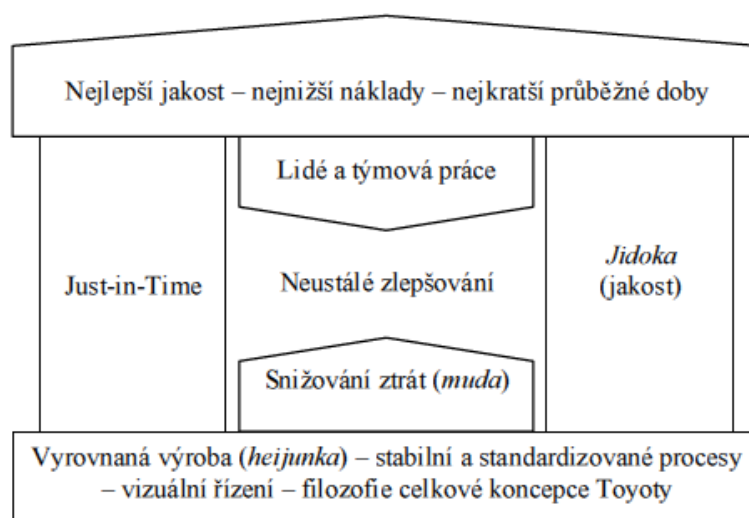 Nejlepší jakost – nejnižší náklady – nejkratší průběžné doby
Lidé a týmová práce
Just-in-Time
Neustálé zlepšování
Jidoka
(jakost)
Snižování ztrát (muda)
Vyrovnaná výroba (heijunka) – stabilní a standardizované procesy
– vizuální řízení – filozofie celkové koncepce Toyoty